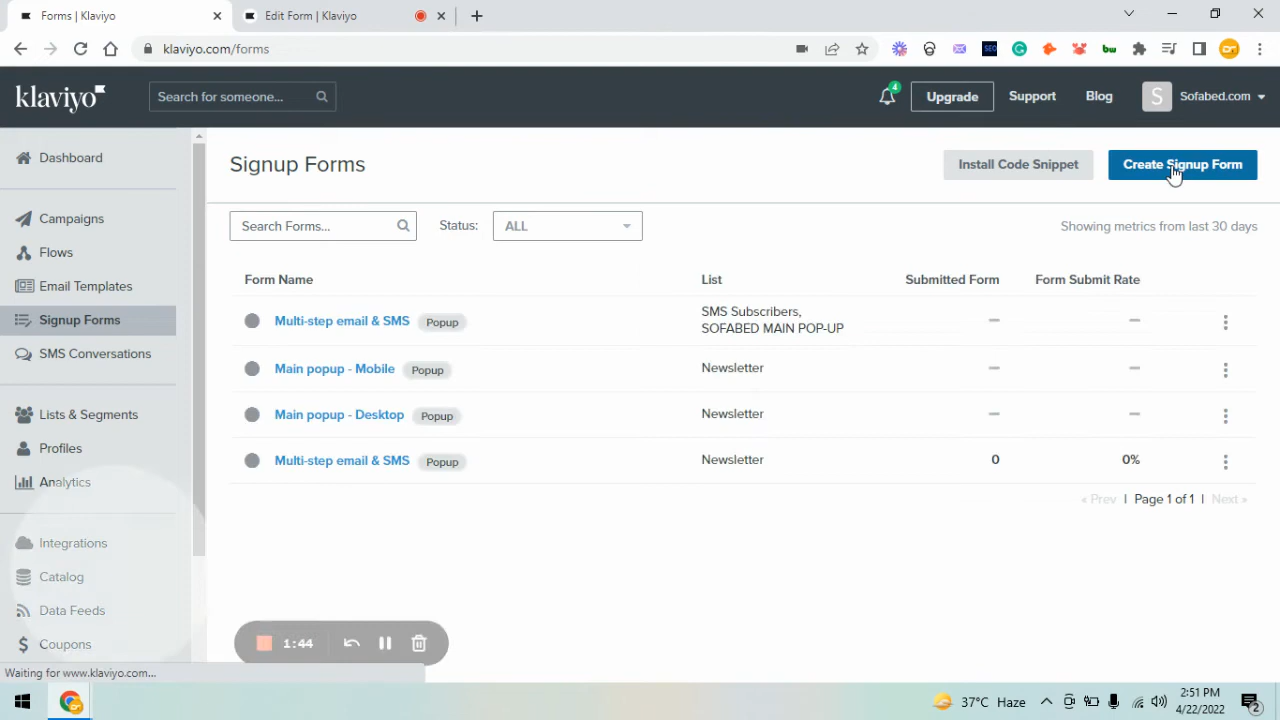 Forms | Klaviyo
Edit Form | Klaviyo
klaviyo.com/forms
SEO
bw
klaviyo
Search for someone...
4
Upgrade
Support
Blog
S
Sofabed.com
Dashboard
Campaigns
Flows
Email Templates
Signup Forms
SMS Conversations
Lists & Segments
Profiles
Analytics
Integrations
Catalog
Data Feeds
Coupons
Signup Forms
Install Code Snippet
Create Signup Form
Search Forms...
Status:
ALL
Showing metrics from last 30 days
Form Name
List
Submitted Form
Form Submit Rate
Multi-step email & SMS
Popup
SMS Subscribers,
SOFABED MAIN POP-UP
–
–
Main popup - Mobile
Popup
Newsletter
–
–
Main popup - Desktop
Popup
Newsletter
–
–
Multi-step email & SMS
Popup
Newsletter
0
0%
« Prev | Page 1 of 1 | Next »
1:44
Waiting for www.klaviyo.com...
37°C Haze
2:51 PM
4/22/2022
2